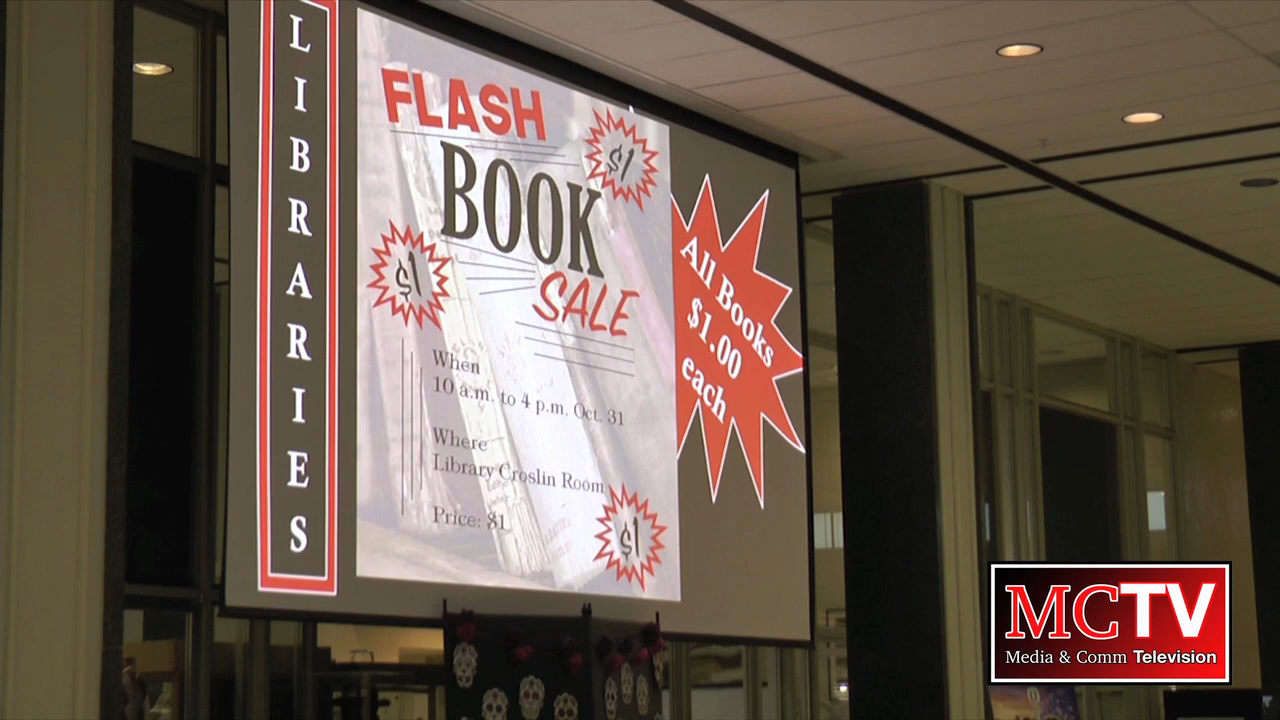 LIBRARIES
FLASH
$1
BOOK
$1
SALE
All Books
$1.00
each
When
10 a.m. to 4 p.m. Oct. 31
Where
Library Croslin Room
Price: $1
$1
MCTV
Media & Comm Television